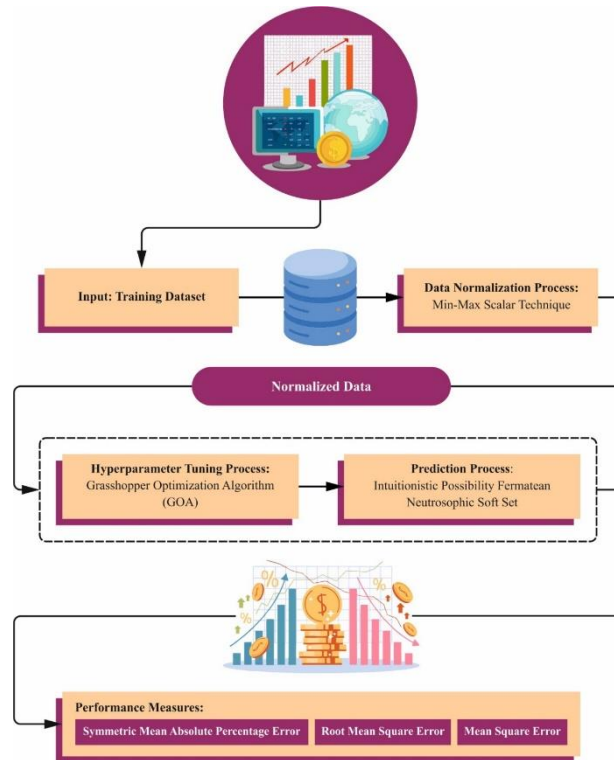 Input: Training Dataset
Data Normalization Process:
Min-Max Scalar Technique
Normalized Data
Hyperparameter Tuning Process:
Grasshopper Optimization Algorithm
(GOA)
Prediction Process:
Intuitionistic Possibility Fermatean
Neutrosophic Soft Set
Performance Measures:
Symmetric Mean Absolute Percentage Error
Root Mean Square Error
Mean Square Error